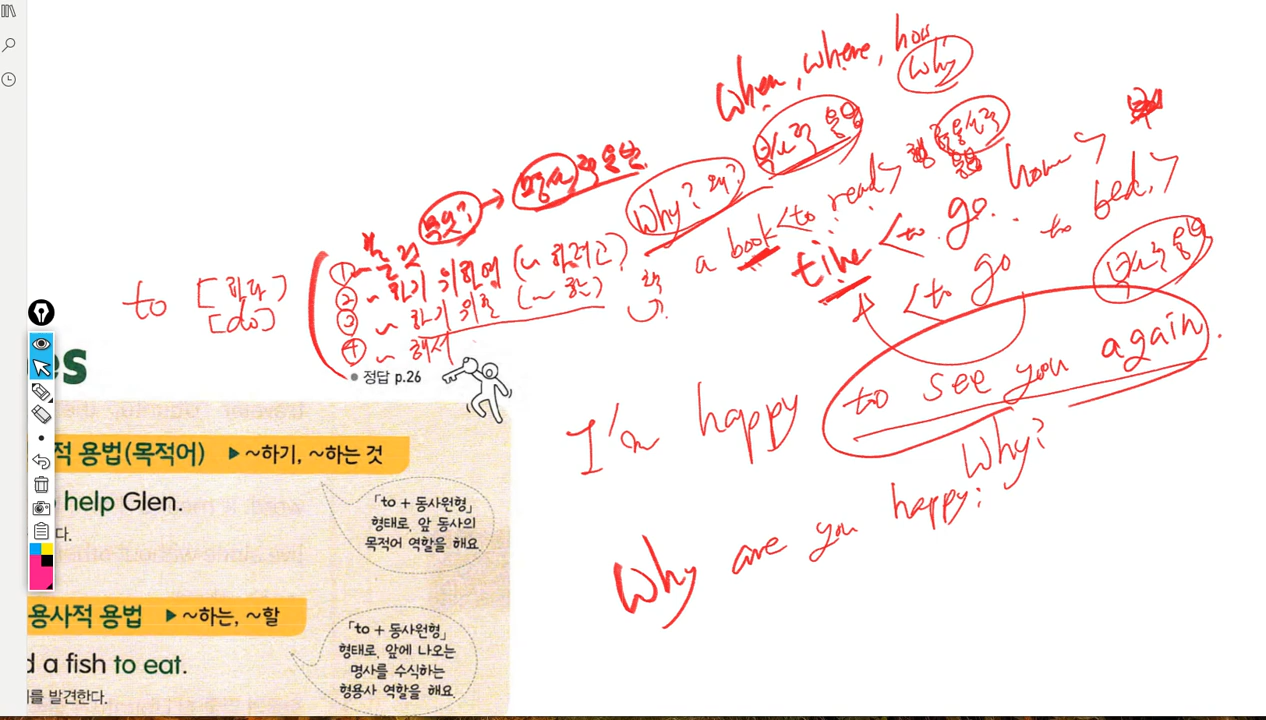 When, where, how
Why
부사적 용법
무엇? → 명사적 용법
Why? 왜?
a book <to read>
형용사적
time <to go home>
<to go to bed.>
부사적 용법
to [하다]
[do]
① ~ 할 것
② ~ 하기 위하여 (~ 하려고)
③ ~ 하기 위한 (~ 한)
④ ~ 해서
es
• 정답 p.26
I'm happy to see you again.
Why?
Why are you happy?
적 용법(목적어) ▶ ~하기, ~하는 것
help Glen.
다.
「to + 동사원형」
형태로, 앞 동사의
목적어 역할을 해요.
용사적 용법 ▶ ~하는, ~할
d a fish to eat.
를 발견한다.
「to + 동사원형」
형태로, 앞에 나오는
명사를 수식하는
형용사 역할을 해요.